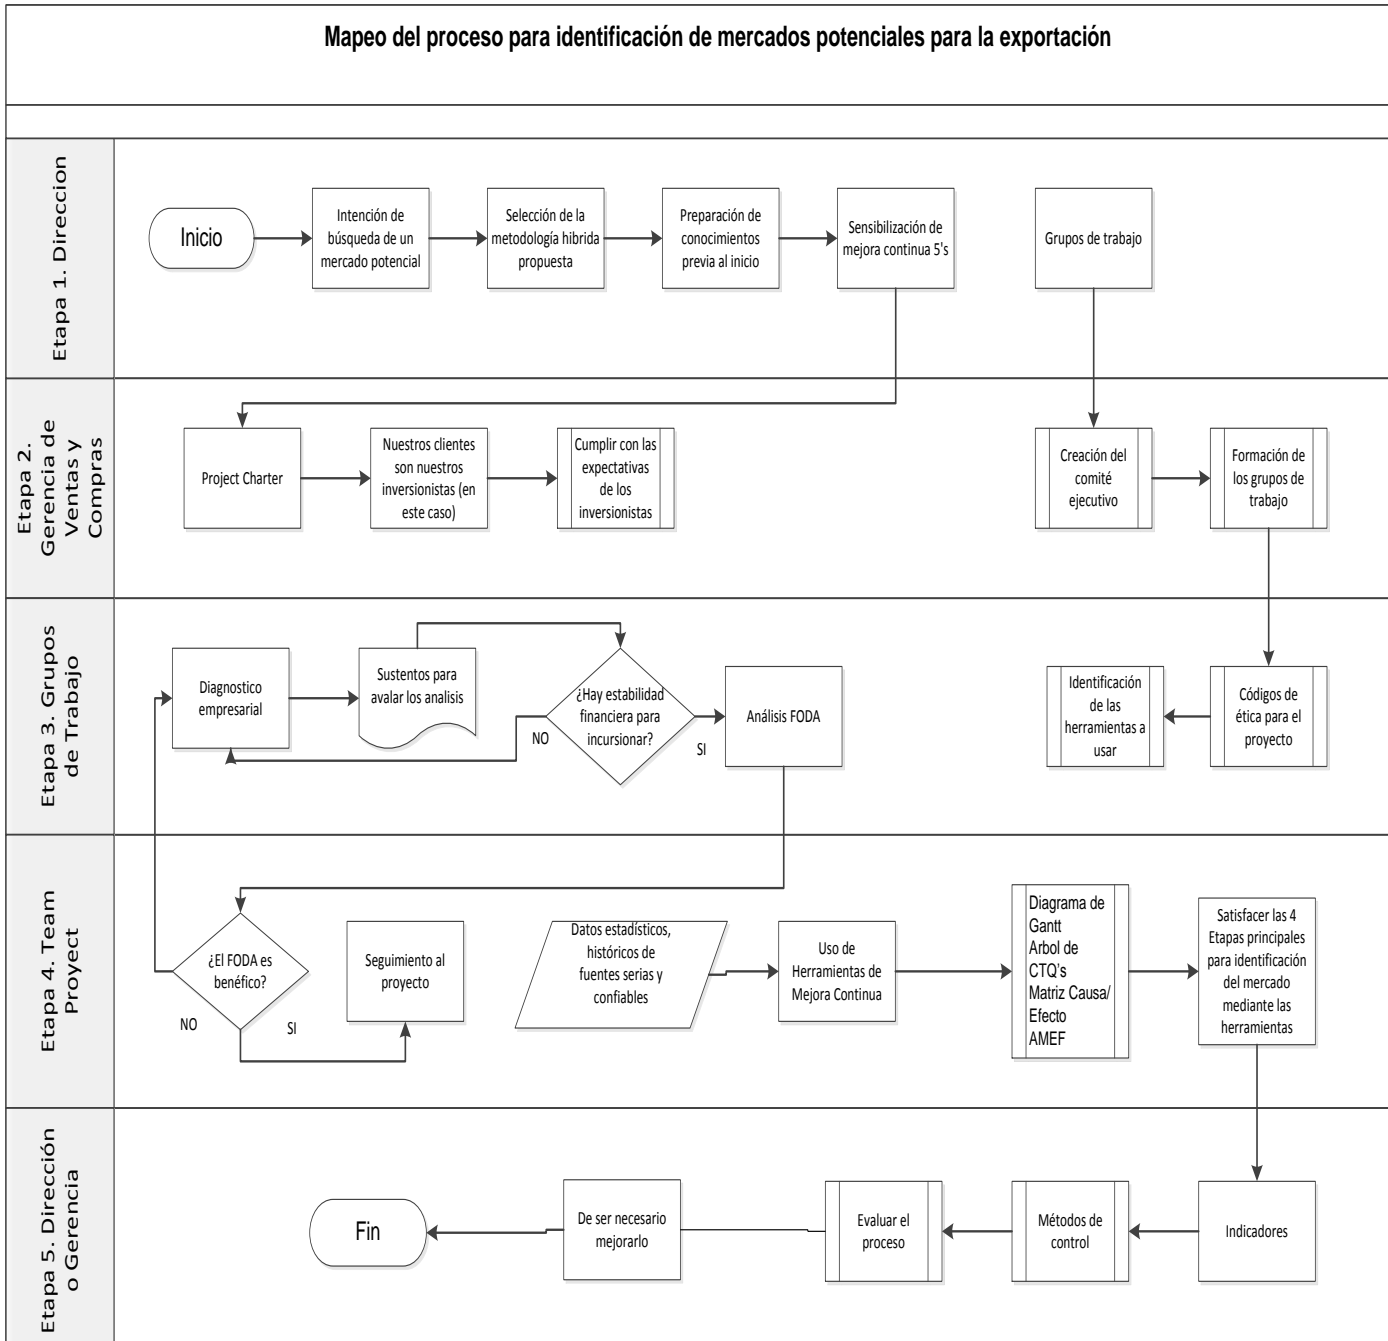 Mapeo del proceso para identificación de mercados potenciales para la exportación
Etapa 1. Direccion
Inicio
Intención de
búsqueda de un
mercado potencial
Selección de la
metodología hibrida
propuesta
Preparación de
conocimientos
previa al inicio
Sensibilización de
mejora continua 5's
Grupos de trabajo
Etapa 2.
Gerencia de
Ventas y
Compras
Project Charter
Nuestros clientes
son nuestros
inversionistas (en
este caso)
Cumplir con las
expectativas
de los
inversionistas
Creación del
comité
ejecutivo
Formación de
los grupos de
trabajo
Etapa 3. Grupos
de Trabajo
Diagnostico
empresarial
Sustentos para
avalar los analisis
¿Hay estabilidad
financiera para
incursionar?
NO
SI
Análisis FODA
Identificación
de las
herramientas a
usar
Códigos de
ética para el
proyecto
Etapa 4. Team
Proyect
¿El FODA es
benéfico?
NO
SI
Seguimiento al
proyecto
Datos estadísticos,
históricos de
fuentes serias y
confiables
Uso de
Herramientas de
Mejora Continua
Diagrama de
Gantt
Arbol de
CTQ's
Matriz Causa/
Efecto
AMEF
Satisfacer las 4
Etapas principales
para identificación
del mercado
mediante las
herramientas
Etapa 5. Dirección
o Gerencia
Fin
De ser necesario
mejorarlo
Evaluar el
proceso
Métodos de
control
Indicadores